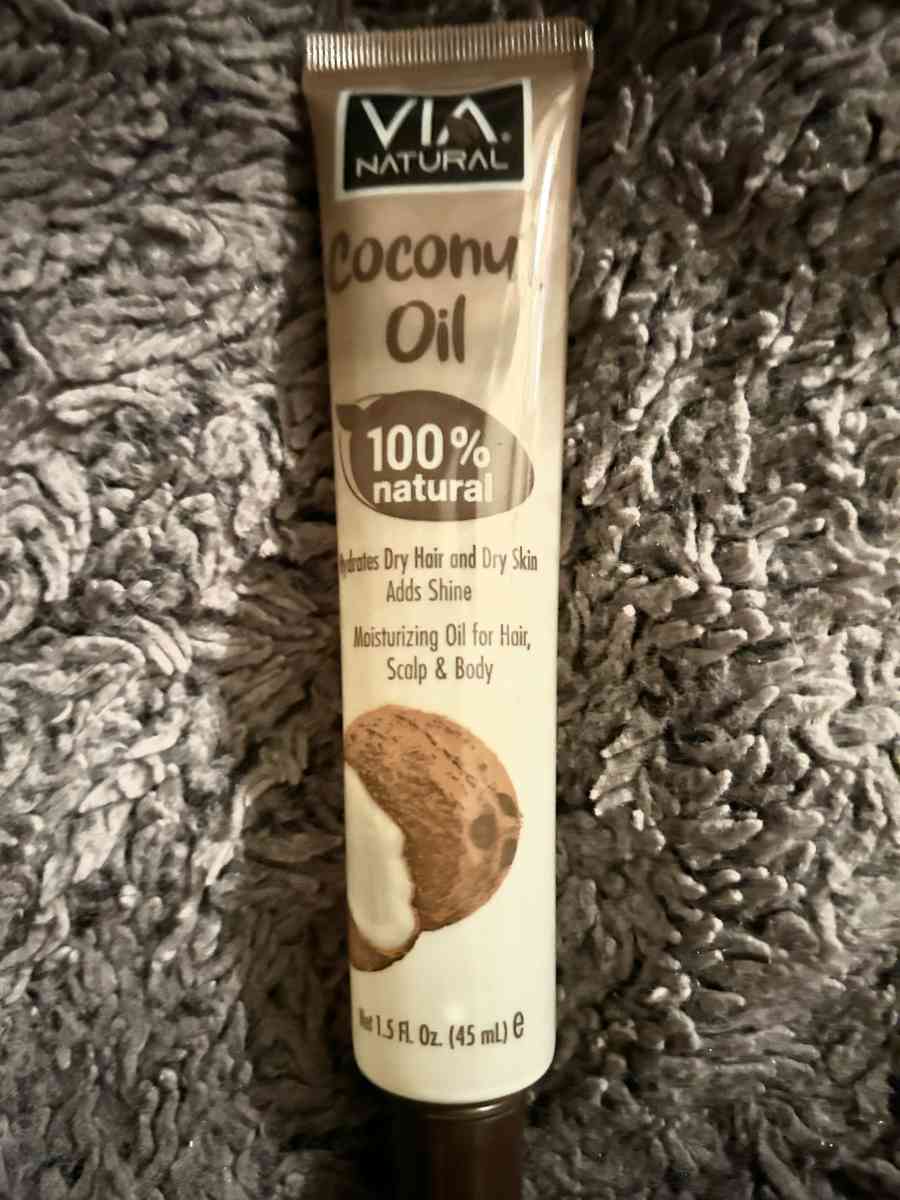 VIA®
NATURAL
Coconu
Oil
100%
natural
Hydrates Dry Hair and Dry Skin
Adds Shine
Moisturizing Oil for Hair,
Scalp & Body
Net 1.5 Fl. Oz. (45 mL) ℮